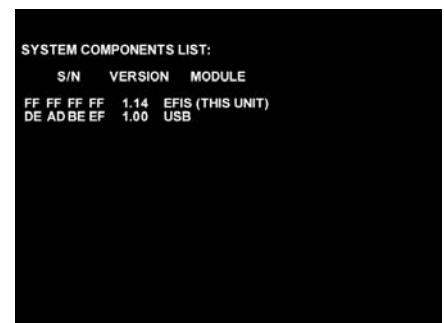 SYSTEM COMPONENTS LIST:
S/N VERSION MODULE
FF FF FF FF 1.14 EFIS (THIS UNIT)
DE AD BE EF 1.00 USB